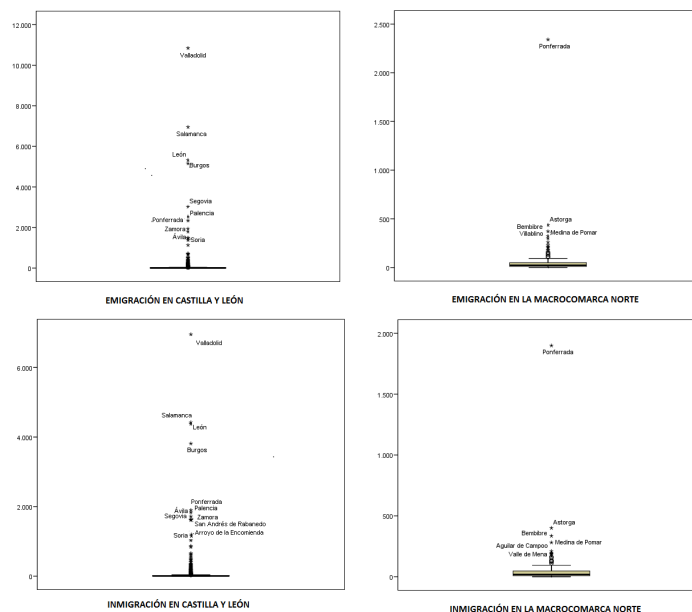 12.000
10.000
8.000
6.000
4.000
2.000
0
Valladolid
Salamanca
León
Burgos
Segovia
Palencia
.Ponferrada
Zamora
Ávila
Soria
EMIGRACIÓN EN CASTILLA Y LEÓN
2.500
2.000
1.500
1.000
500
0
Ponferrada
Astorga
Bembibre
Medina de Pomar
Villablino
EMIGRACIÓN EN LA MACROCOMARCA NORTE
6.000
4.000
2.000
0
Valladolid
Salamanca
León
Burgos
Ponferrada
Ávila
Palencia
Segovia
Zamora
San Andrés de Rabanedo
Soria
Arroyo de la Encomienda
INMIGRACIÓN EN CASTILLA Y LEÓN
2.000
1.500
1.000
500
0
Ponferrada
Astorga
Bembibre
Medina de Pomar
Aguilar de Campoo
Valle de Mena
INMIGRACIÓN EN LA MACROCOMARCA NORTE